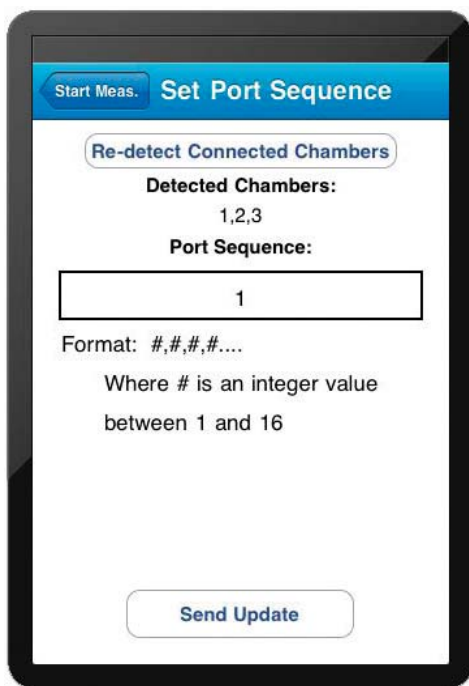 Start Meas.
Set Port Sequence
Re-detect Connected Chambers
Detected Chambers:
1,2,3
Port Sequence:
1
Format: #,#,#,#....
Where # is an integer value
between 1 and 16
Send Update